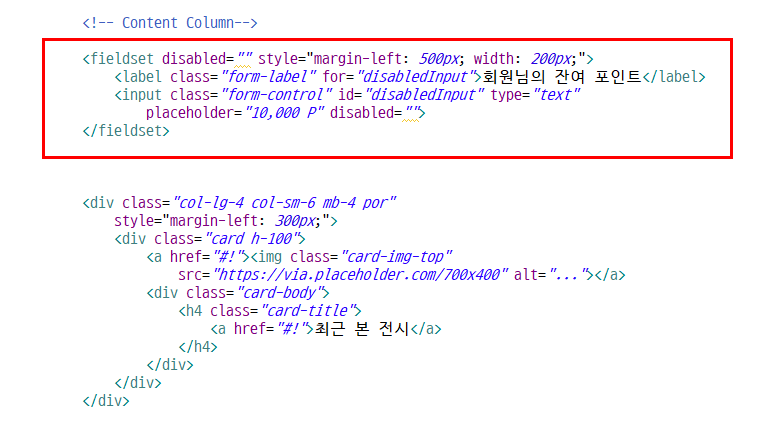 <!-- Content Column-->
<fieldset disabled="" style="margin-left: 500px; width: 200px;">
<label class="form-label" for="disabledInput">회원님의 잔여 포인트</label>
<input class="form-control" id="disabledInput" type="text"
placeholder="10,000 P" disabled="">
</fieldset>
<div class="col-lg-4 col-sm-6 mb-4 por"
style="margin-left: 300px;">
<div class="card h-100">
<a href="#!"><img class="card-img-top"
src="https://via.placeholder.com/700x400" alt="..."></a>
<div class="card-body">
<h4 class="card-title">
<a href="#!">최근 본 전시</a>
</h4>
</div>
</div>
</div>